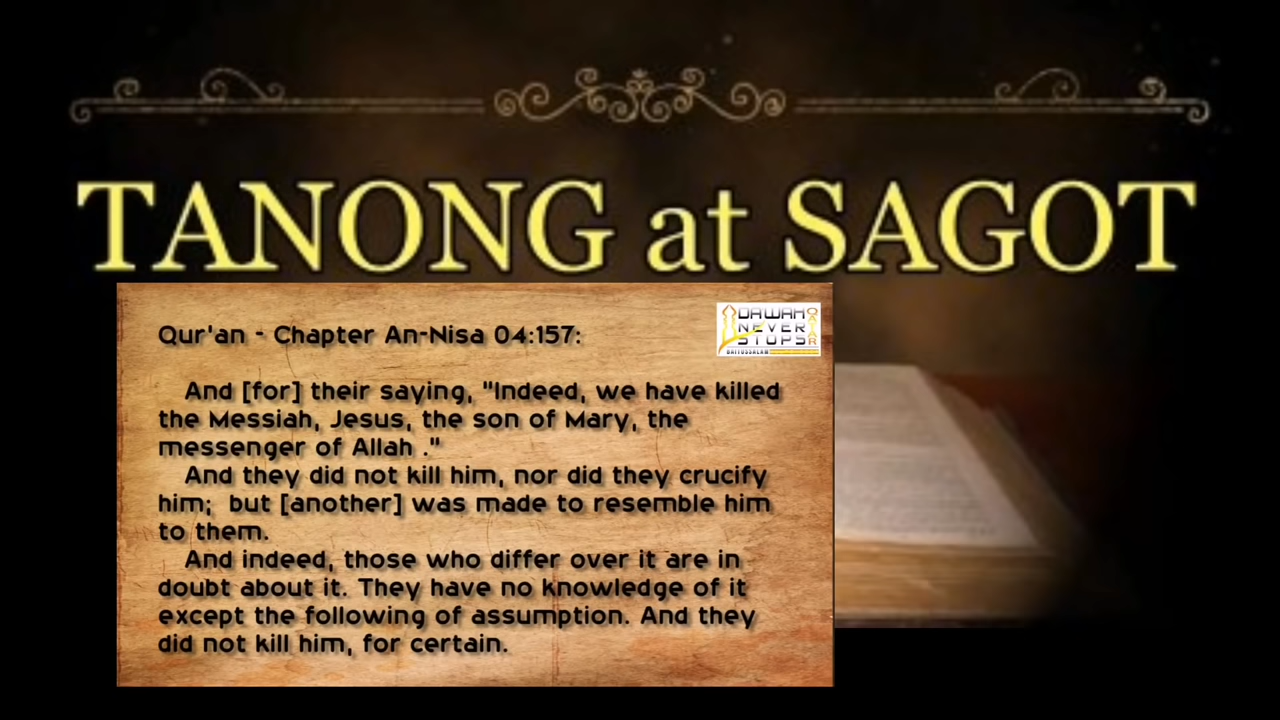 TANONG at SAGOT
Qur'an - Chapter An-Nisa 04:157:
DAWAH
NEVER
STOPS
QATAR
BAITUSSALAM
And [for] their saying, "Indeed, we have killed
the Messiah, Jesus, the son of Mary, the
messenger of Allah ."
And they did not kill him, nor did they crucify
him; but [another] was made to resemble him
to them.
And indeed, those who differ over it are in
doubt about it. They have no knowledge of it
except the following of assumption. And they
did not kill him, for certain.